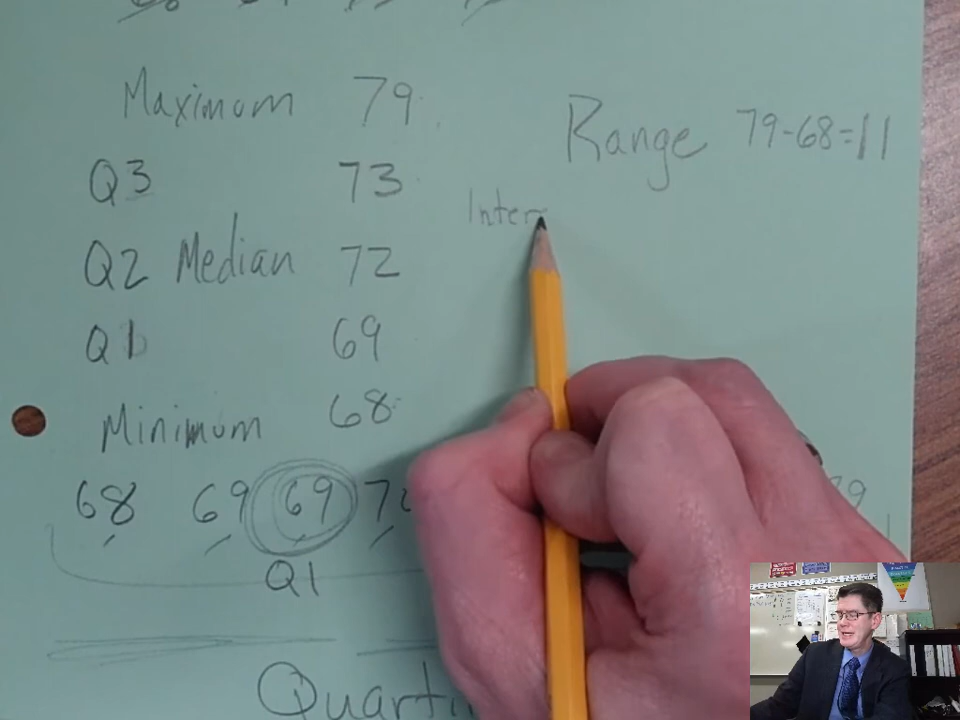 Maximum 79
Range 79-68=11
Q3 73
Inter
Q2 Median 72
Q1 69
Minimum 68
68 69 69
Q1